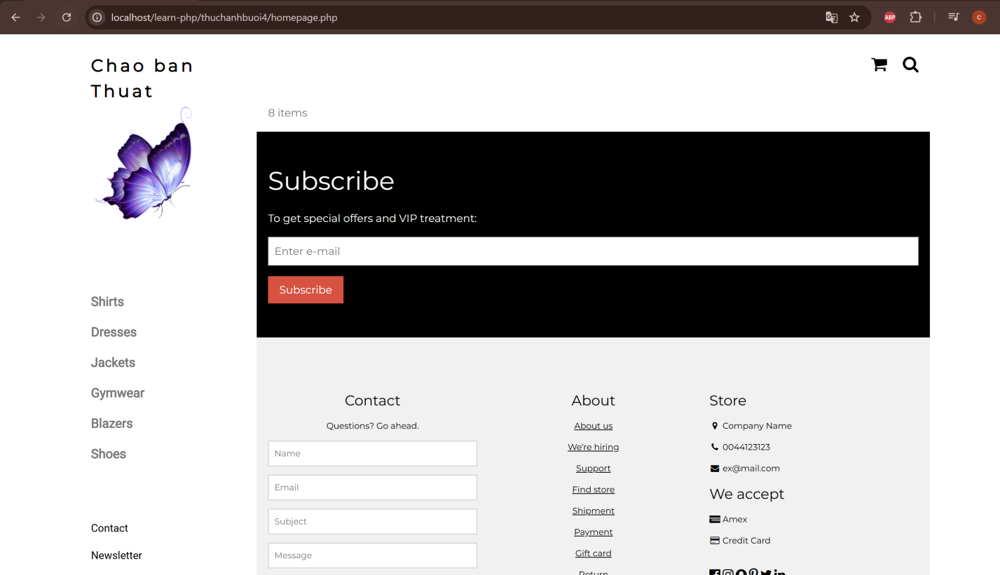 localhost/learn-php/thuchanhbuoi4/homepage.php
ABP
C
Chao ban
Thuat
8 items
Subscribe
To get special offers and VIP treatment:
Enter e-mail
Subscribe
Shirts
Dresses
Jackets
Gymwear
Blazers
Shoes
Contact
Newsletter
Contact
Questions? Go ahead.
Name
Email
Subject
Message
About
About us
We're hiring
Support
Find store
Shipment
Payment
Gift card
Return
Store
Company Name
0044123123
ex@mail.com
We accept
Amex
Credit Card